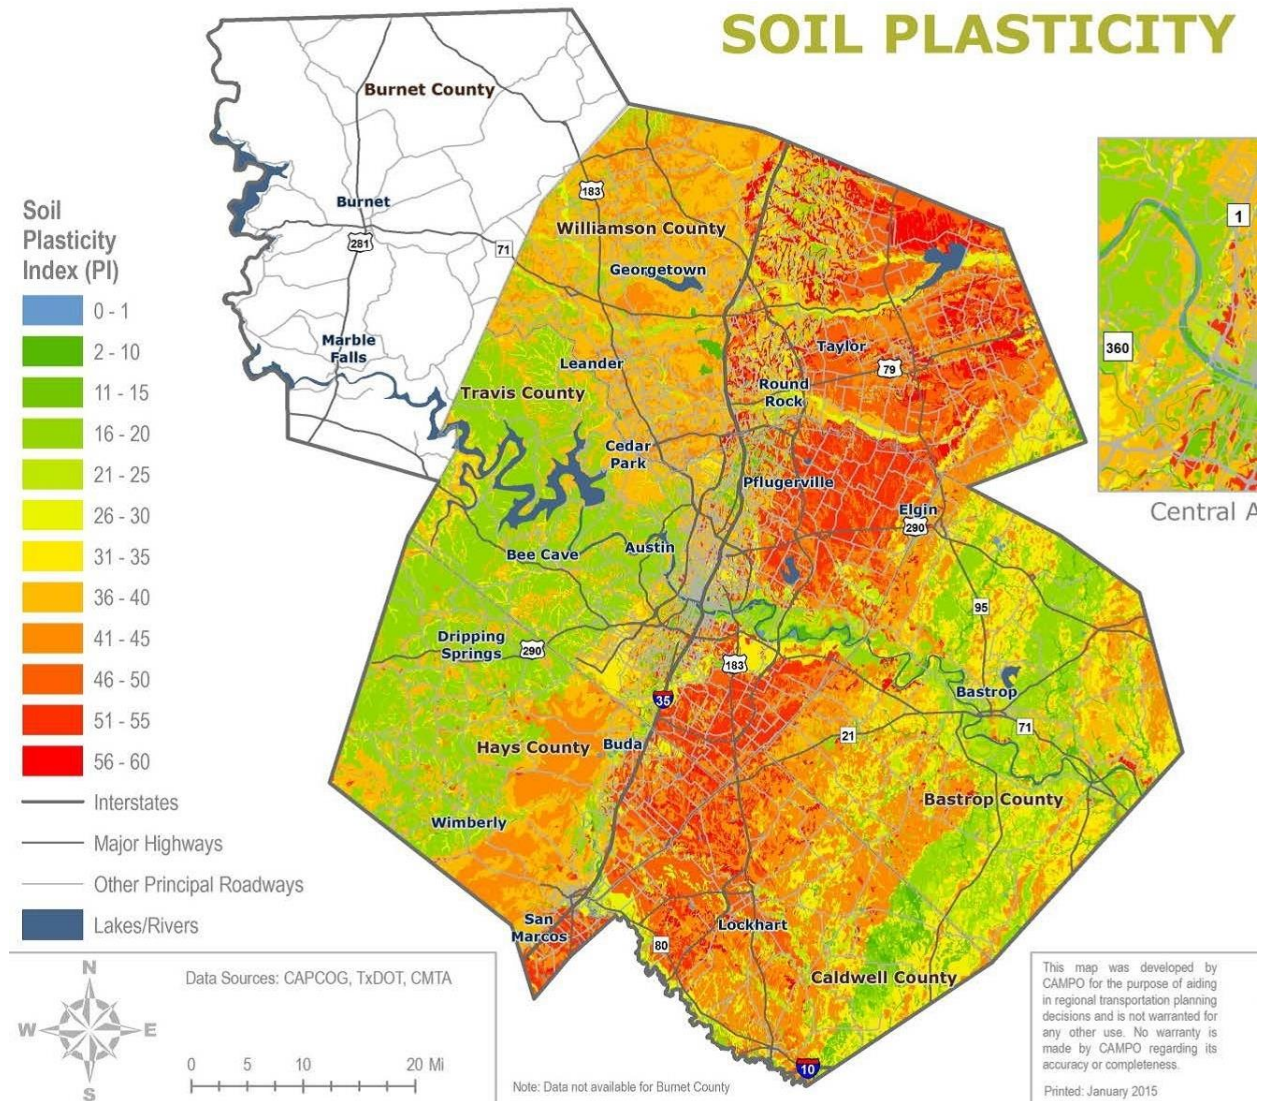 SOIL PLASTICITY
Burnet County
183
Burnet
281
71
Williamson County
Georgetown
1
Soil
Plasticity
Index (PI)
0 - 1
2 - 10
11 - 15
16 - 20
21 - 25
26 - 30
31 - 35
36 - 40
41 - 45
46 - 50
51 - 55
56 - 60
Interstates
Major Highways
Other Principal Roadways
Lakes/Rivers
Marble
Falls
Leander
Taylor
79
360
Travis County
Round
Rock
Cedar
Park
Pflugerville
Elgin
290
Central A
Bee Cave
Austin
95
Dripping
Springs
290
183
Bastrop
35
71
Hays County
Buda
21
Bastrop County
Wimberly
San
Marcos
80
Lockhart
Caldwell County
10
N
W
E
S
Data Sources: CAPCOG, TxDOT, CMTA
0 5 10 20 Mi
Note: Data not available for Burnet County
This map was developed by
CAMPO for the purpose of aiding
in regional transportation planning
decisions and is not warranted for
any other use. No warranty is
made by CAMPO regarding its
accuracy or completeness.
Printed: January 2015